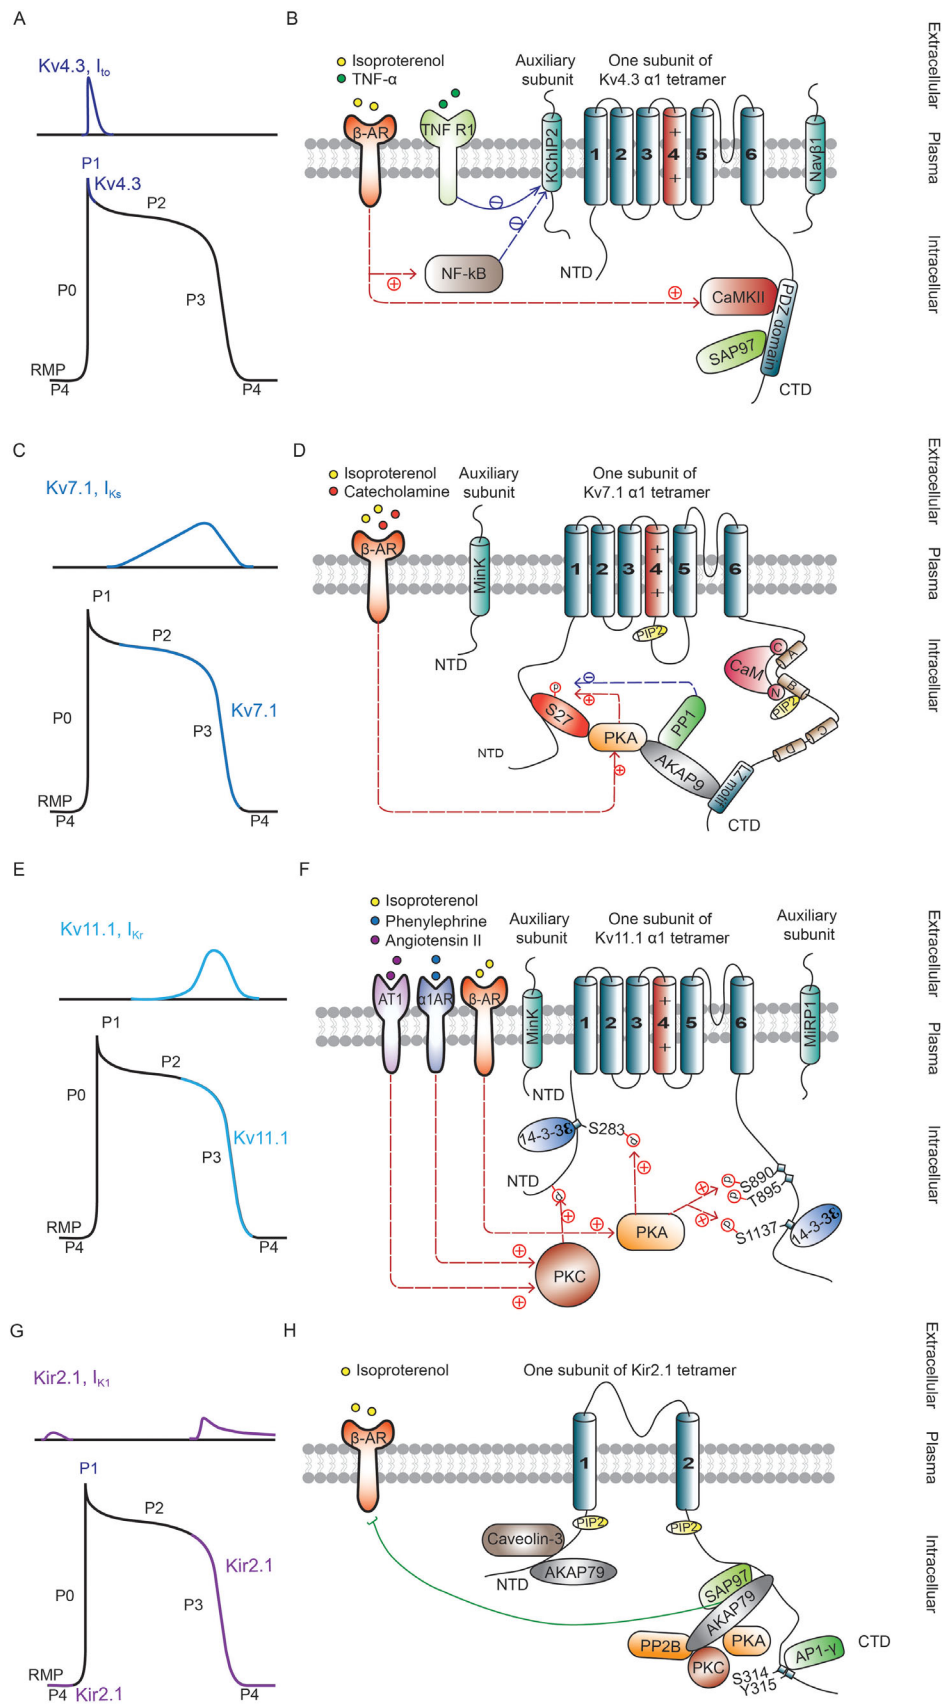 A
Kv4.3, Ito
P1
Kv4.3
P2
P0
P3
RMP
P4
P4
B
Isoproterenol
TNF-α
Auxiliary
subunit
One subunit of
Kv4.3 α1 tetramer
β-AR
TNF R1
KChIP2
1
2
3
+
4
+
5
6
Navβ1
NF-kB
NTD
CaMKII
PDZ domain
SAP97
CTD
Extracellular
Plasma
Intracelluar
C
Kv7.1, IKs
P1
P2
P0
Kv7.1
P3
RMP
P4
P4
D
Isoproterenol
Catecholamine
Auxiliary
subunit
One subunit of
Kv7.1 α1 tetramer
β-AR
MinK
1
2
3
+
4
+
5
6
PIP2
NTD
CaM
C
N
A
B
PIP2
C
D
P
S27
PP1
PKA
AKAP9
LZ motif
NTD
CTD
Extracellular
Plasma
Intracelluar
E
Kv11.1, IKr
P1
P2
P0
Kv11.1
P3
RMP
P4
P4
F
Isoproterenol
Phenylephrine
Angiotensin II
Auxiliary
subunit
One subunit of
Kv11.1 α1 tetramer
Auxiliary
subunit
AT1
α1AR
β-AR
MinK
1
2
3
+
4
+
5
6
MiRP1
NTD
14-3-3ε
S283
P
NTD
P
P
S890
P
T895
P
S1137
14-3-3ε
PKA
PKC
Extracellular
Plasma
Intracelluar
G
Kir2.1, IK1
P1
P2
Kir2.1
P0
P3
RMP
P4
Kir2.1
P4
H
Isoproterenol
One subunit of Kir2.1 tetramer
β-AR
1
2
PIP2
PIP2
Caveolin-3
AKAP79
NTD
SAP97
AKAP79
PP2B
PKA
PKC
AP1-γ
CTD
S314
Y315
Extracellular
Plasma
Intracelluar